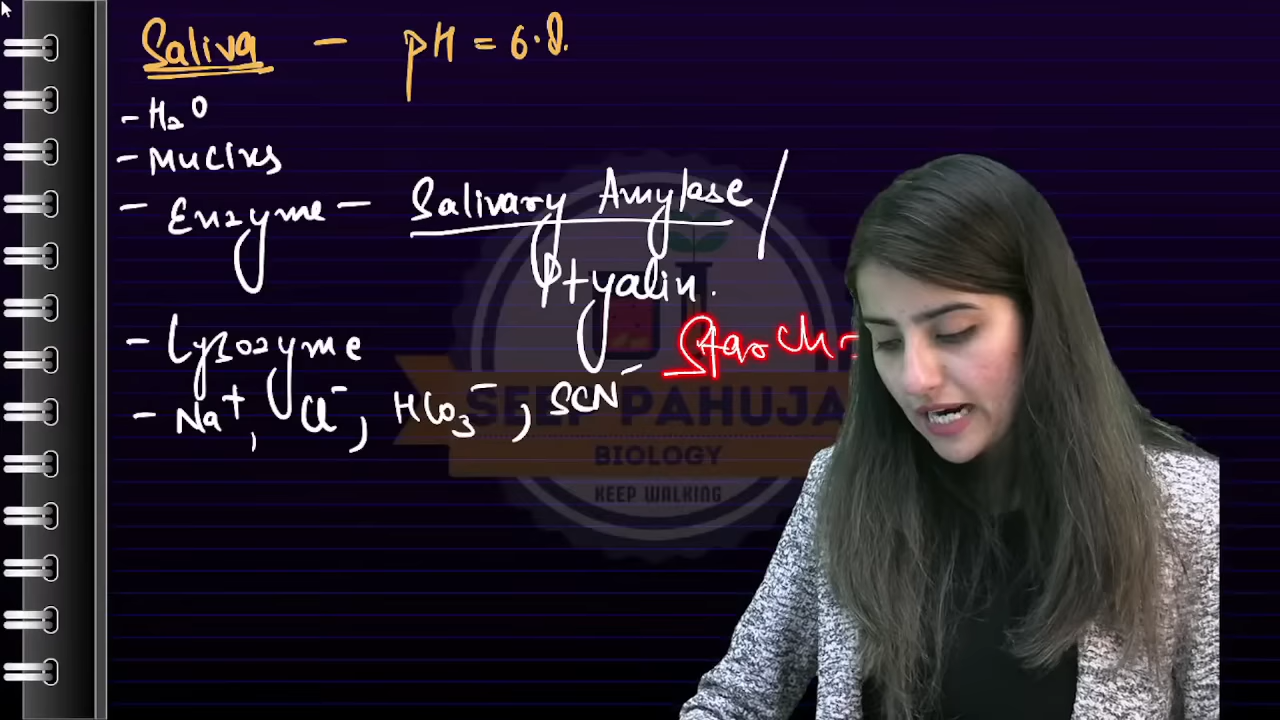 Saliva - pH = 6.8.
- H₂O
- Mucins
- Enzyme - Salivary Amylase /
Ptyalin.
- Lysozyme
Starch -
- Na⁺, Cl⁻, HCO₃⁻, SCN⁻
SEEP PAHUJA
BIOLOGY
KEEP WALKING